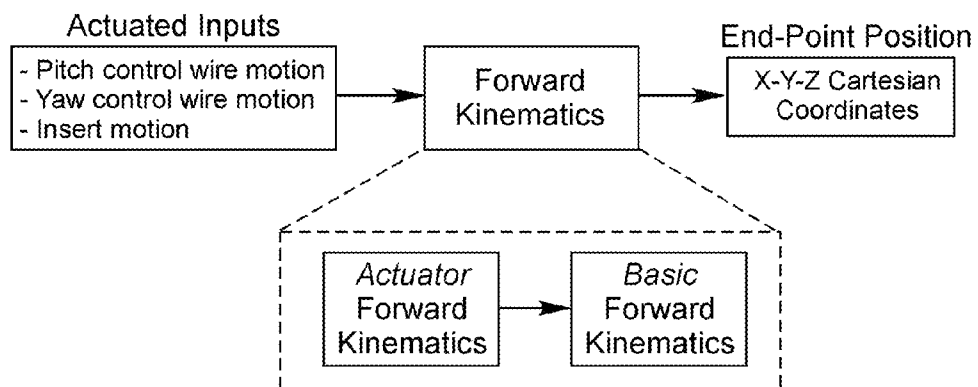 Actuated Inputs
- Pitch control wire motion
- Yaw control wire motion
- Insert motion
Forward
Kinematics
End-Point Position
X-Y-Z Cartesian
Coordinates
Actuator
Forward
Kinematics
Basic
Forward
Kinematics